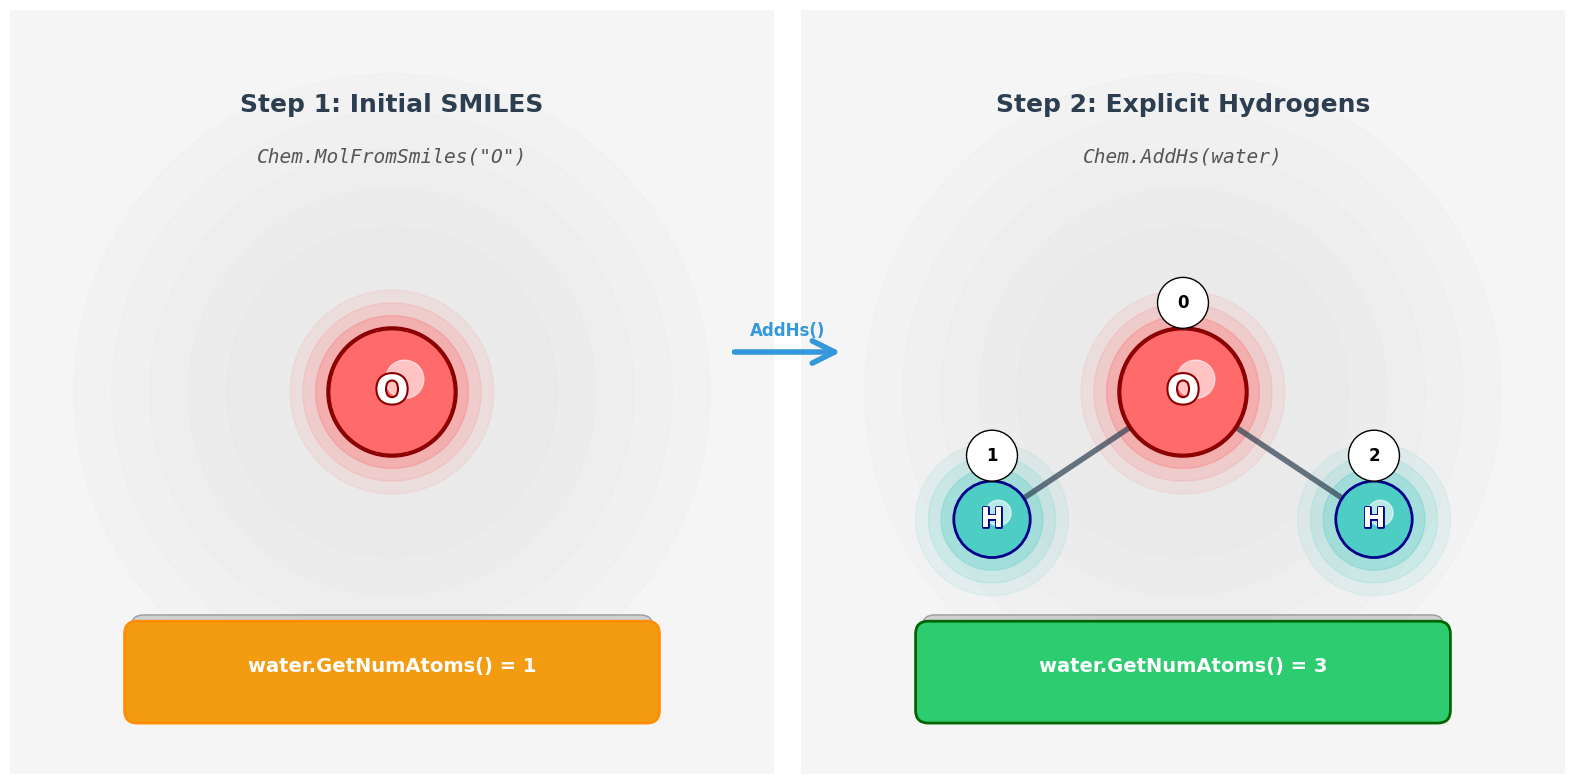 Step 1: Initial SMILES
Chem.MolFromSmiles("O")
O
water.GetNumAtoms() = 1
AddHs()
Step 2: Explicit Hydrogens
Chem.AddHs(water)
0
O
1
2
H
H
water.GetNumAtoms() = 3